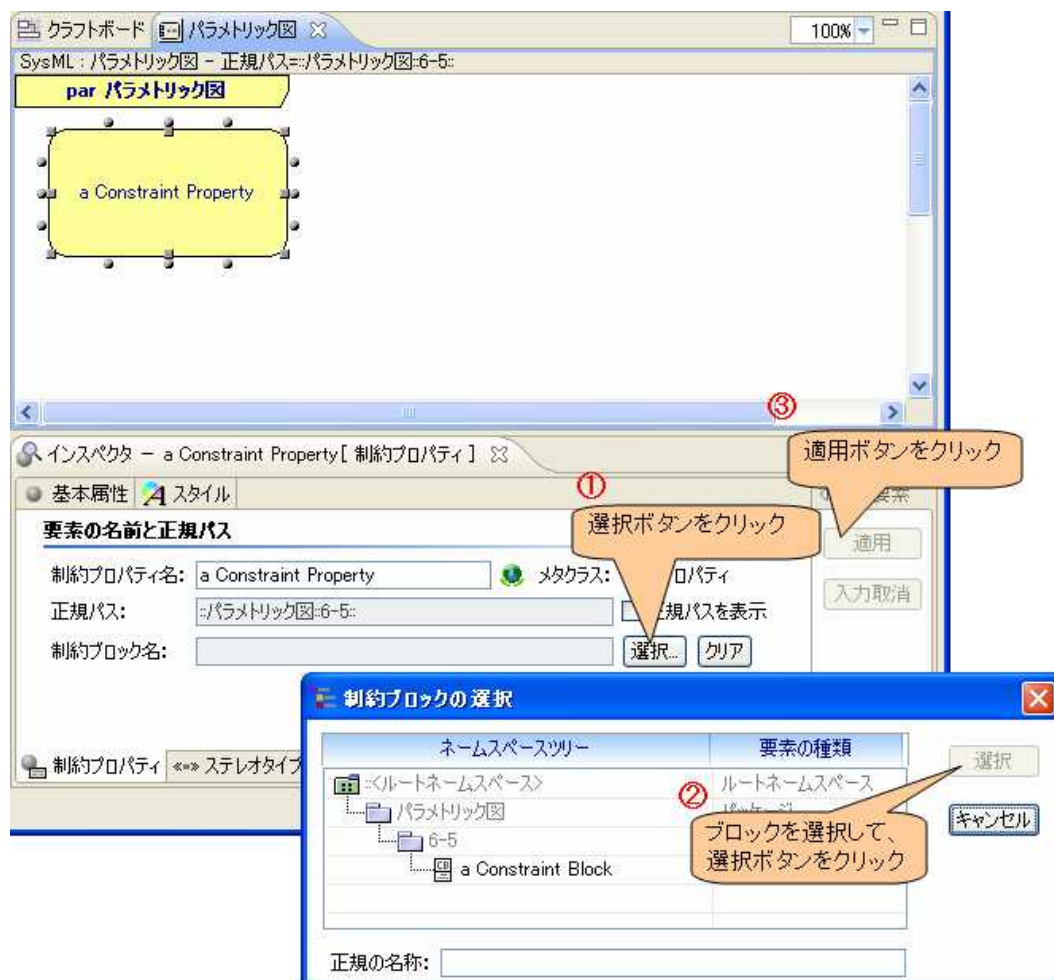 クラフトボード パラメトリック図 100%
SysML : パラメトリック図 − 正規パス=::パラメトリック図::6-5::
par パラメトリック図
a Constraint Property
③
インスペクタ − a Constraint Property[ 制約プロパティ ]
適用ボタンをクリック
基本属性 スタイル
①
要素
要素の名前と正規パス
選択ボタンをクリック
適用
制約プロパティ名: a Constraint Property メタクラス: ロパティ
入力取消
正規パス: ::パラメトリック図::6-5:: 正規パスを表示
制約ブロック名: 選択... クリア
制約ブロックの選択
ネームスペースツリー 要素の種類
選択
制約プロパティ «=» ステレオタイプ
::<ルートネームスペース> ルートネームスペース
②
パラメトリック図 パッケージ
キャンセル
6-5
ブロックを選択して、
選択ボタンをクリック
a Constraint Block
正規の名称: